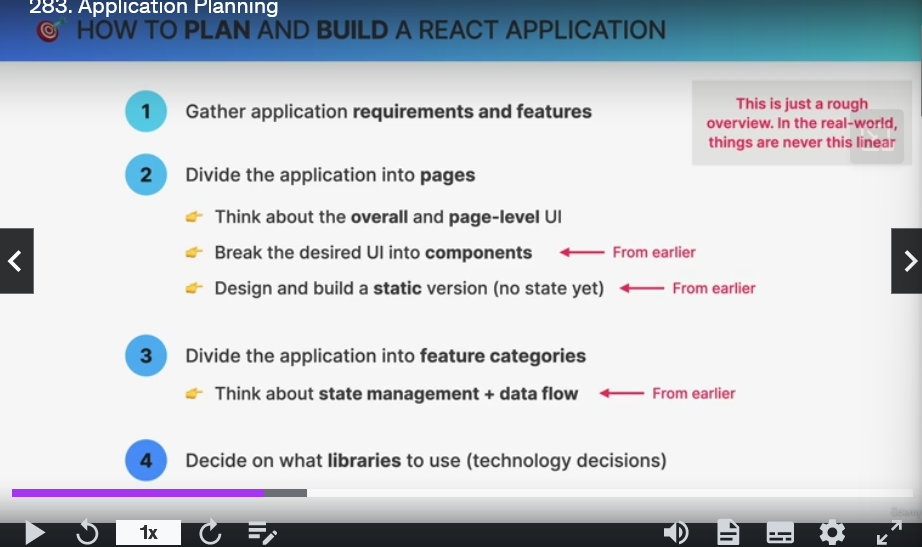 283. Application Planning
HOW TO PLAN AND BUILD A REACT APPLICATION
This is just a rough
overview. In the real-world,
things are never this linear
1 Gather application requirements and features
2 Divide the application into pages
Think about the overall and page-level UI
Break the desired UI into components From earlier
Design and build a static version (no state yet) From earlier
3 Divide the application into feature categories
Think about state management + data flow From earlier
4 Decide on what libraries to use (technology decisions)
1x